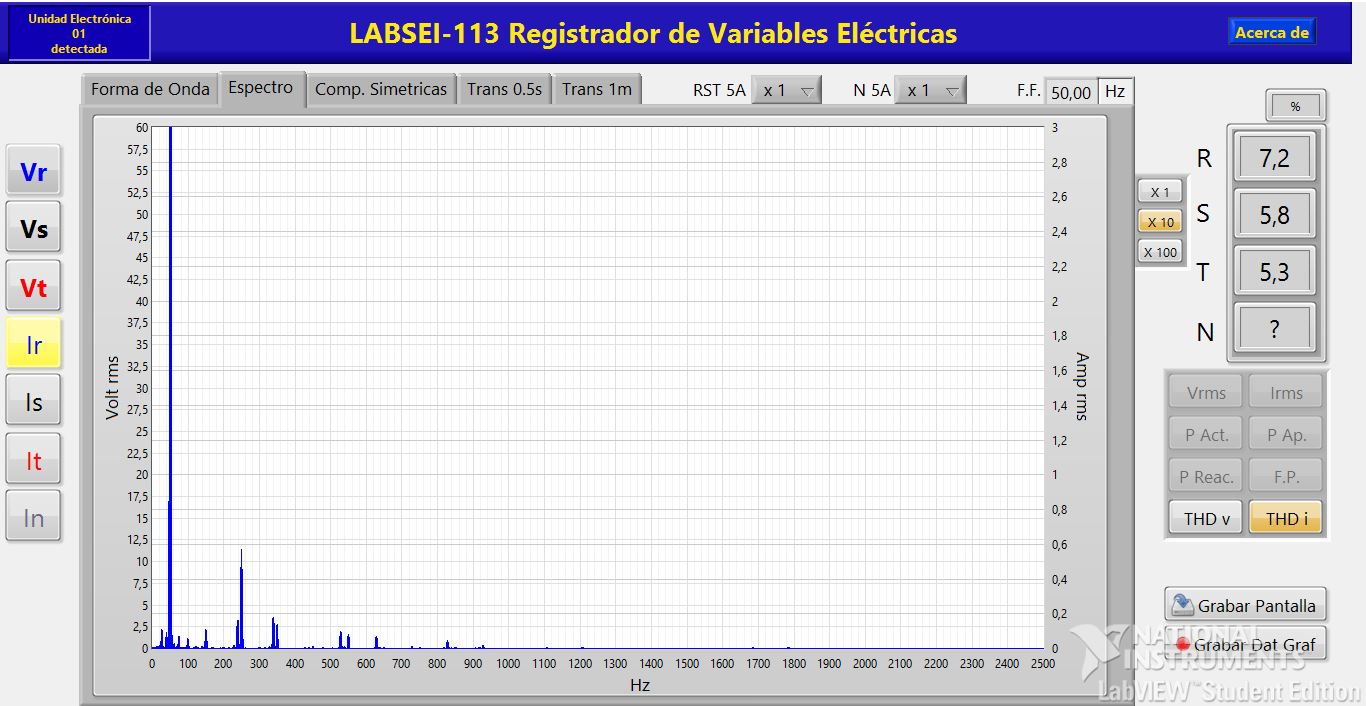 Unidad Electrónica
01
detectada
LABSEI-113 Registrador de Variables Eléctricas
Acerca de
Forma de Onda
Espectro
Comp. Simetricas
Trans 0.5s
Trans 1m
RST 5A
x 1
N 5A
x 1
F.F.
50,00
Hz
Vr
Vs
Vt
Ir
Is
It
In
Volt rms
60
57,5
55
52,5
50
47,5
45
42,5
40
37,5
35
32,5
30
27,5
25
22,5
20
17,5
15
12,5
10
7,5
5
2,5
0
0 100 200 300 400 500 600 700 800 900 1000 1100 1200 1300 1400 1500 1600 1700 1800 1900 2000 2100 2200 2300 2400 2500
Hz
3
2,8
2,6
2,4
2,2
2
1,8
1,6
1,4
1,2
1
0,8
0,6
0,4
0,2
0
Amp rms
X 1
X 10
X 100
%
R 7,2
S 5,8
T 5,3
N ?
Vrms Irms
P Act. P Ap.
P Reac. F.P.
THD v THD i
Grabar Pantalla
Grabar Dat Graf
NATIONAL
INSTRUMENTS
LabVIEW™ Student Edition